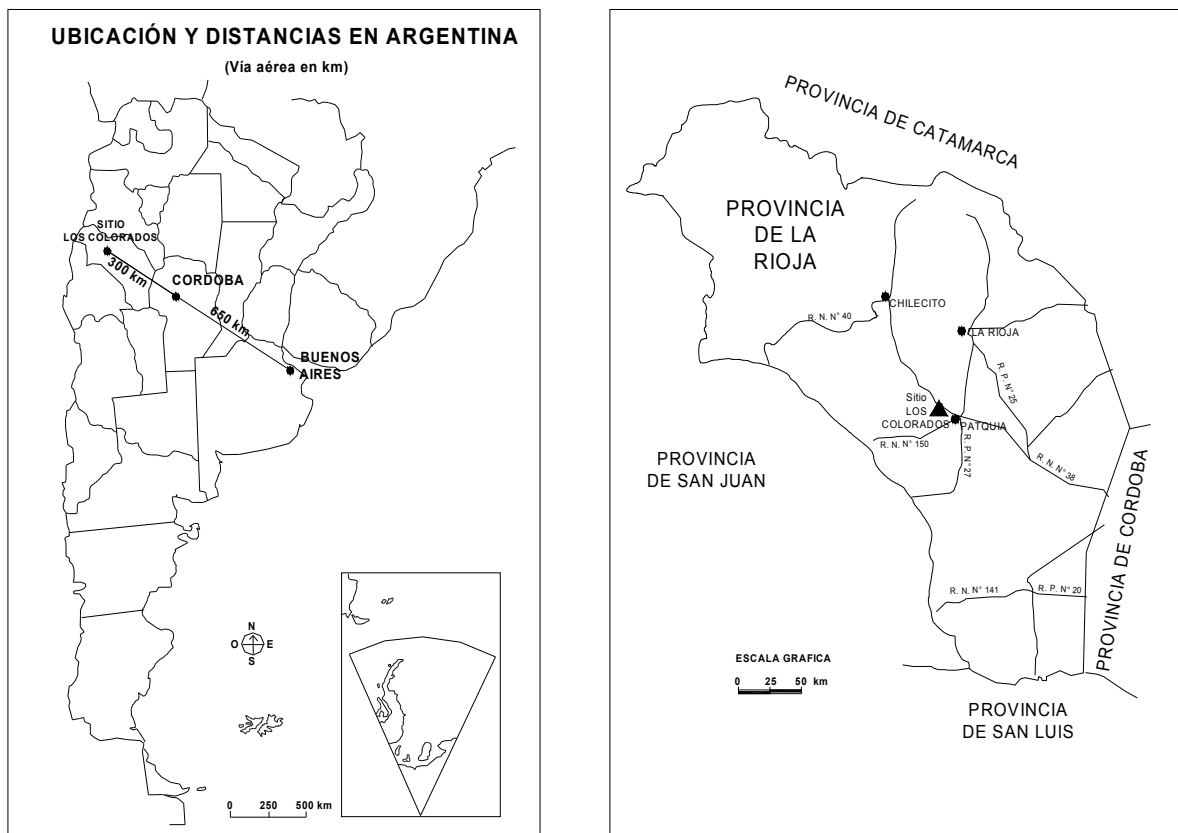 UBICACIÓN Y DISTANCIAS EN ARGENTINA
(Vía aérea en km)
SITIO
LOS COLORADOS
300 km
CORDOBA
650 km
BUENOS
AIRES
N
O E
S
0 250 500 km
PROVINCIA DE CATAMARCA
PROVINCIA
DE LA
RIOJA
CHILECITO
R. N. N° 40
LA RIOJA
R. P. N° 25
Sitio
LOS
COLORADOS
PATQUIA
R. N. N° 150
R. P. N° 27
R. N. N° 38
PROVINCIA
DE SAN JUAN
PROVINCIA DE CORDOBA
R. N. N° 141
R. P. N° 20
ESCALA GRAFICA
0 25 50 km
PROVINCIA
DE SAN LUIS